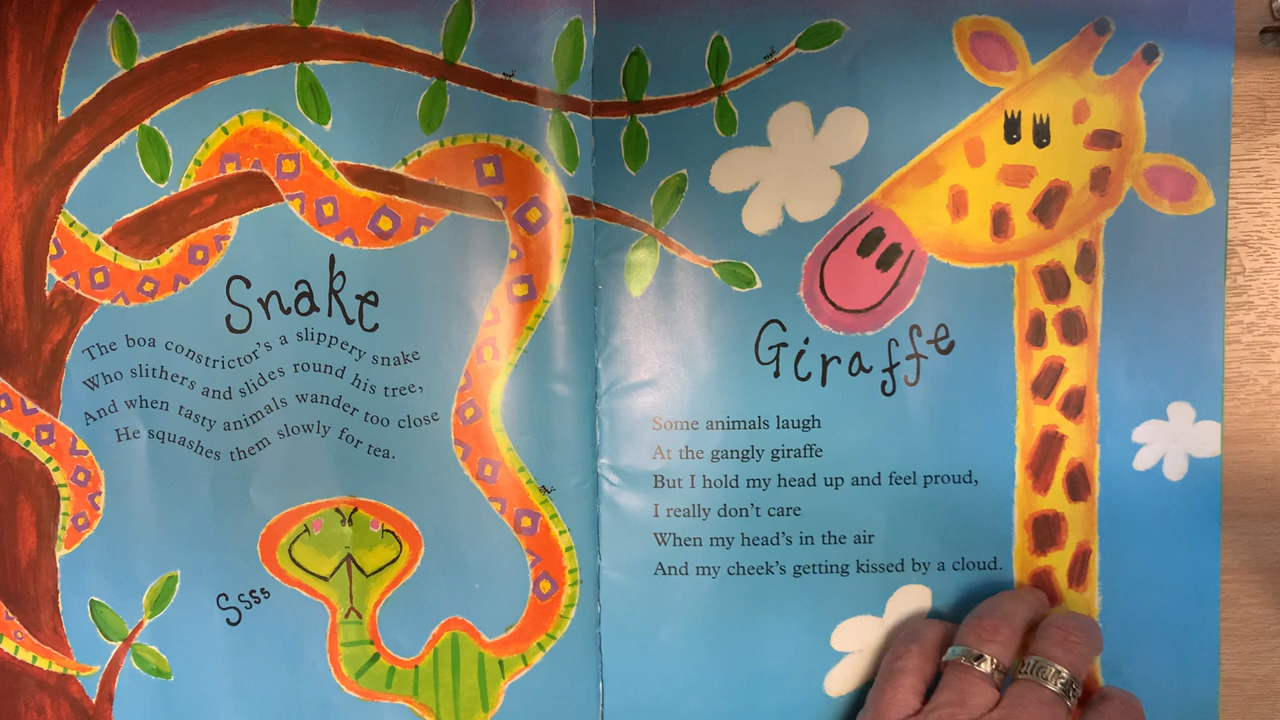 Snake
The boa constrictor's a slippery snake
Who slithers and slides round his tree,
And when tasty animals wander too close
He squashes them slowly for tea.
Ssss
Giraffe
Some animals laugh
At the gangly giraffe
But I hold my head up and feel proud,
I really don't care
When my head's in the air
And my cheek's getting kissed by a cloud.